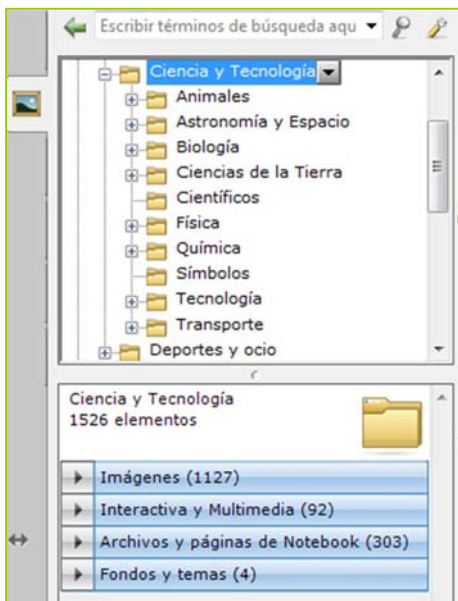 Escribir términos de búsqueda aqu
Ciencia y Tecnología
Animales
Astronomía y Espacio
Biología
Ciencias de la Tierra
Científicos
Física
Química
Símbolos
Tecnología
Transporte
Deportes y ocio
Ciencia y Tecnología
1526 elementos
Imágenes (1127)
Interactiva y Multimedia (92)
Archivos y páginas de Notebook (303)
Fondos y temas (4)